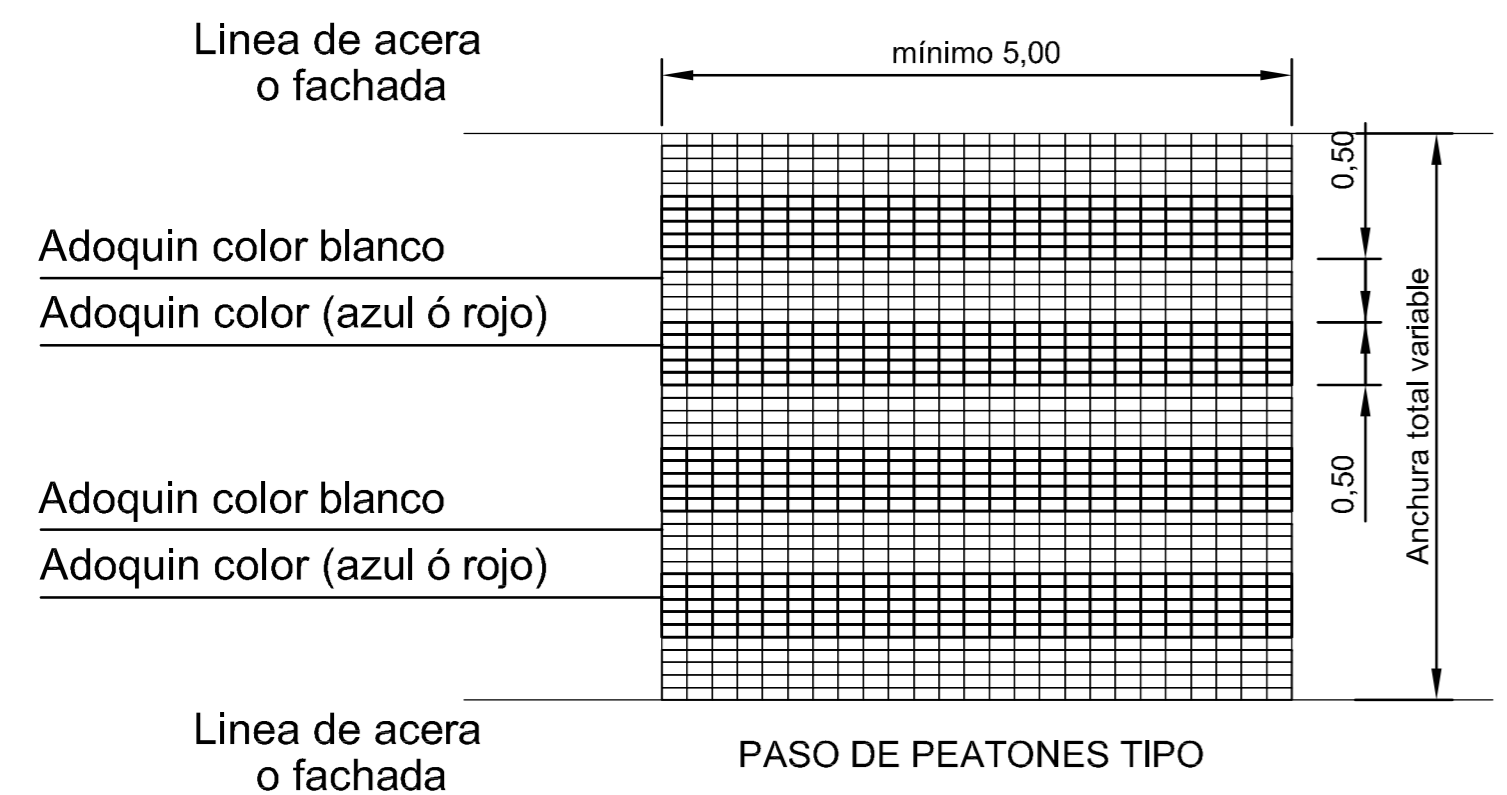 Linea de acera
o fachada
mínimo 5,00
0,50
Adoquin color blanco
Adoquin color (azul ó rojo)
Anchura total variable
0,50
Adoquin color blanco
Adoquin color (azul ó rojo)
Linea de acera
o fachada
PASO DE PEATONES TIPO